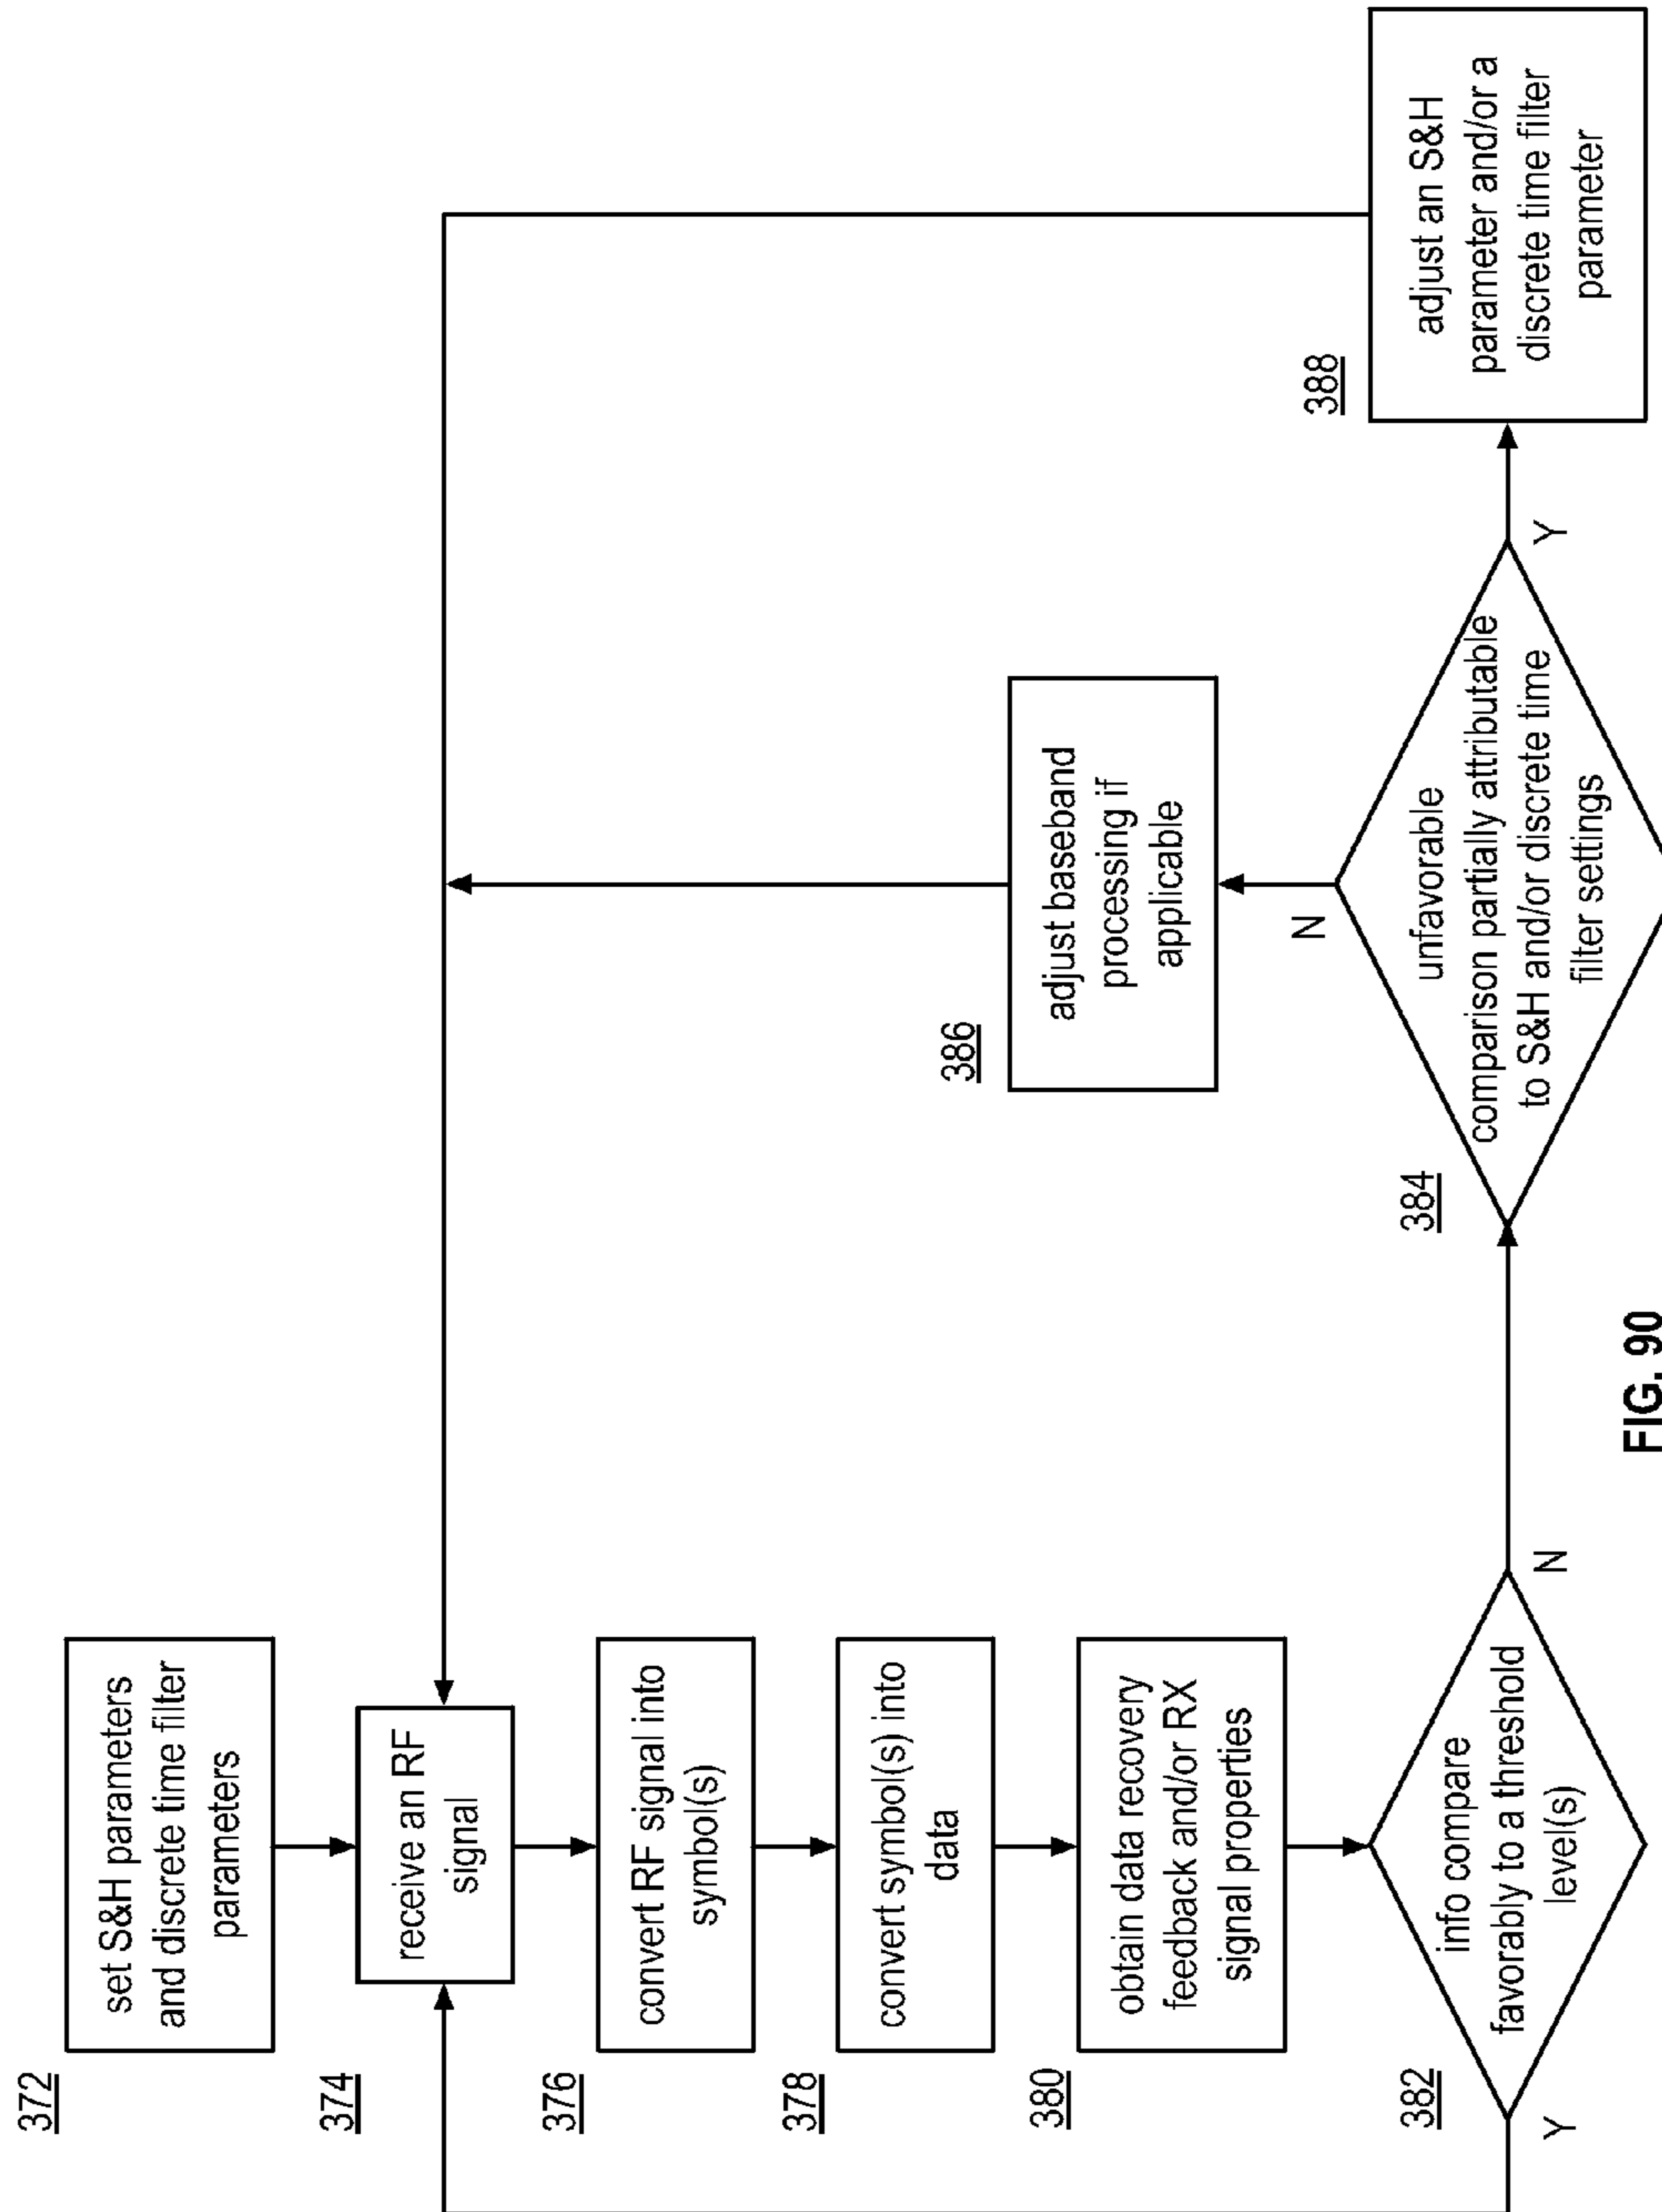 372
set S&H parameters
and discrete time filter
parameters
374
receive an RF
signal
376
convert RF signal into
symbol(s)
378
convert symbol(s) into
data
380
obtain data recovery
feedback and/or RX
signal properties
382
info compare
favorably to a threshold
level(s)
Y
N
384
unfavorable
comparison partially attributable
to S&H and/or discrete time
filter settings
N
Y
386
adjust baseband
processing if
applicable
388
adjust an S&H
parameter and/or a
discrete time filter
parameter
FIG. 90